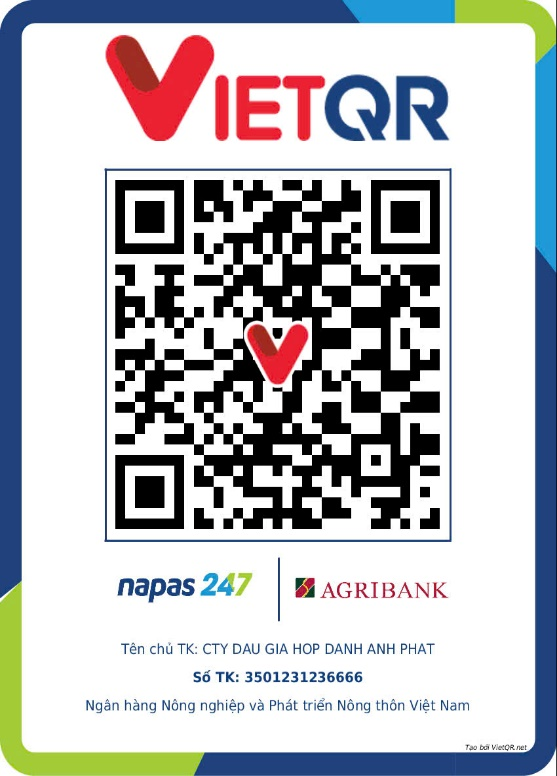 VIETQR
napas 247
AGRIBANK
Tên chủ TK: CTY DAU GIA HOP DANH ANH PHAT
Số TK: 3501231236666
Ngân hàng Nông nghiệp và Phát triển Nông thôn Việt Nam
Tạo bởi VietQR.net